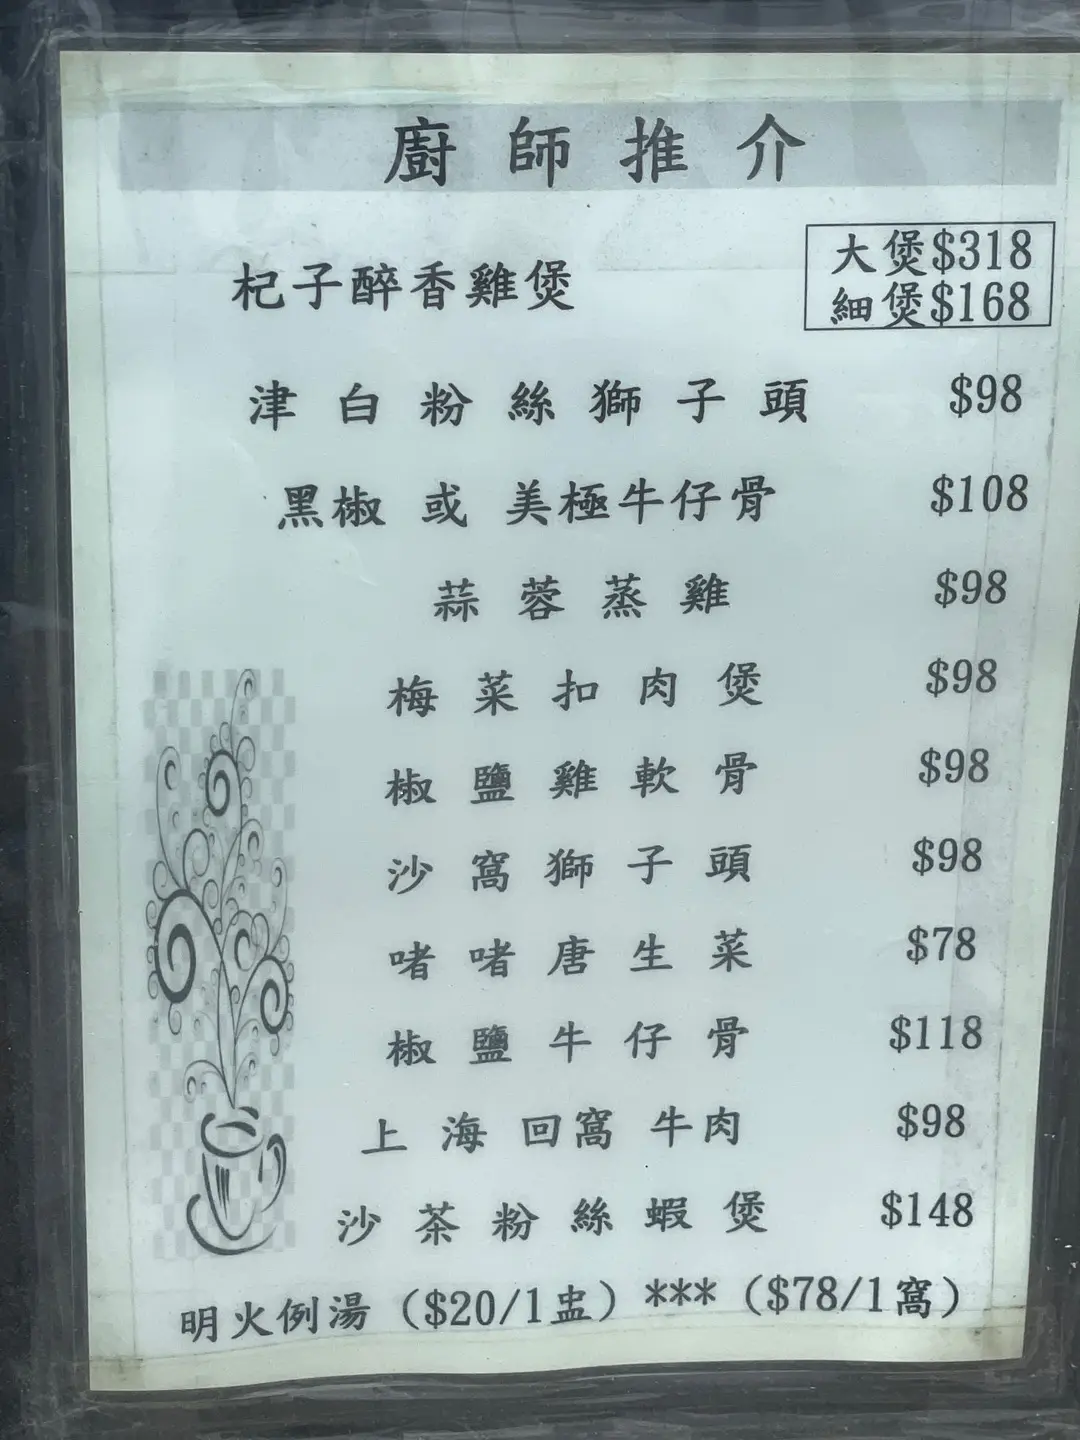 廚師推介
杞子醉香雞煲
大煲$318
細煲$168
津白粉絲獅子頭 $98
黑椒 或 美極牛仔骨 $108
蒜蓉蒸雞 $98
梅菜扣肉煲 $98
椒鹽雞軟骨 $98
沙窩獅子頭 $98
啫啫唐生菜 $78
椒鹽牛仔骨 $118
上海回窩牛肉 $98
沙茶粉絲蝦煲 $148
明火例湯（$20/1盅）***（$78/1窩）